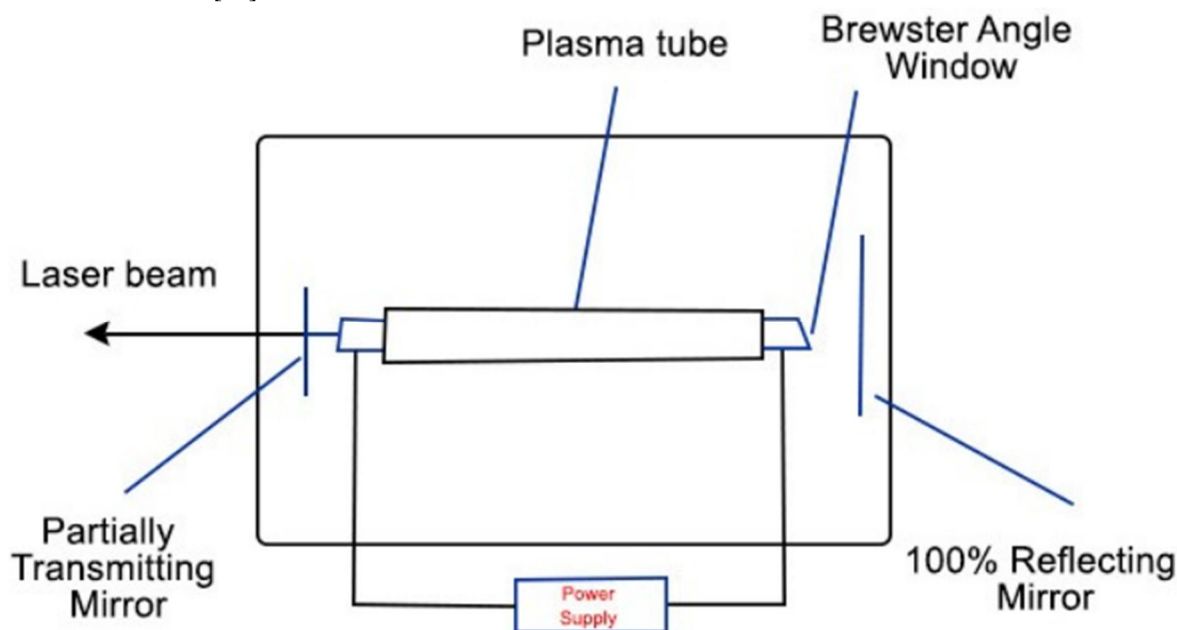 Plasma tube
Brewster Angle
Window
Laser beam
Partially
Transmitting
Mirror
100% Reflecting
Mirror
Power
Supply